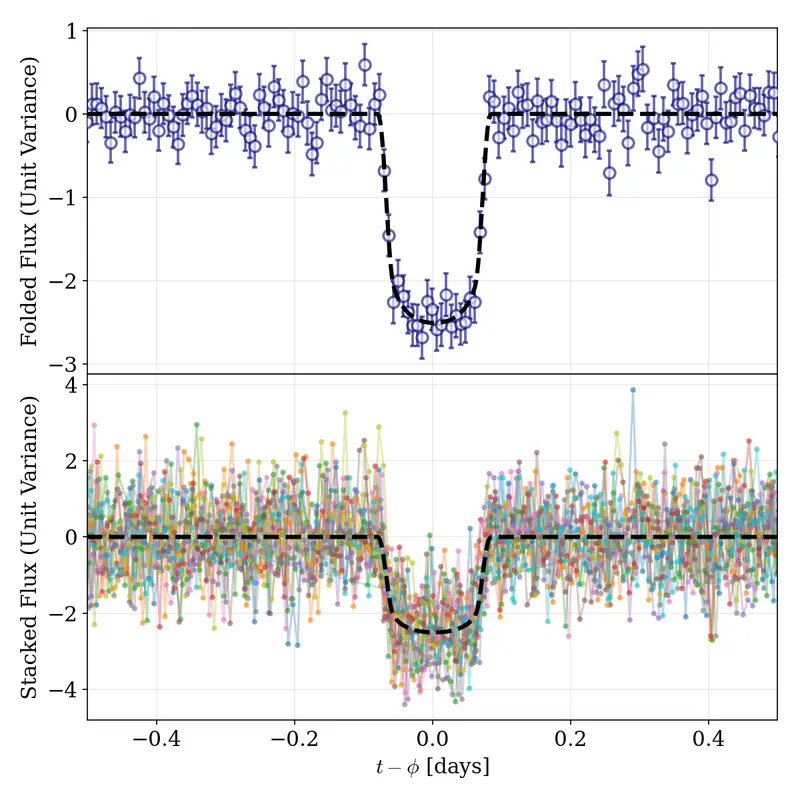 Folded Flux (Unit Variance)
1
0
−1
−2
−3
Stacked Flux (Unit Variance)
4
2
0
−2
−4
−0.4 −0.2 0.0 0.2 0.4
t − ϕ [days]